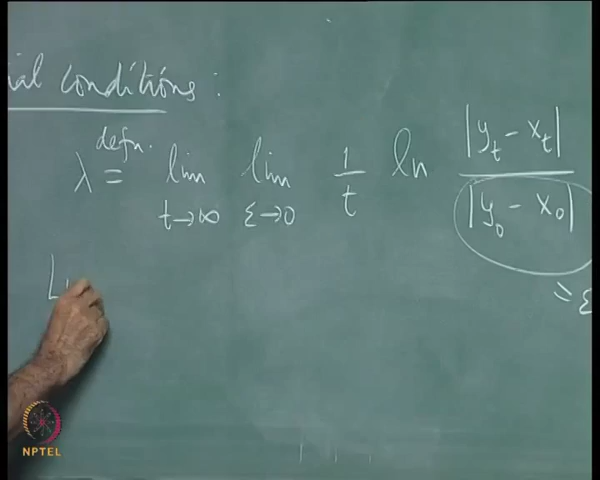 ial conditions :
λ defn. = lim t→∞ lim ε→0 1/t ln |y_t - x_t| / |y_0 - x_0|
= ε
L
NPTEL